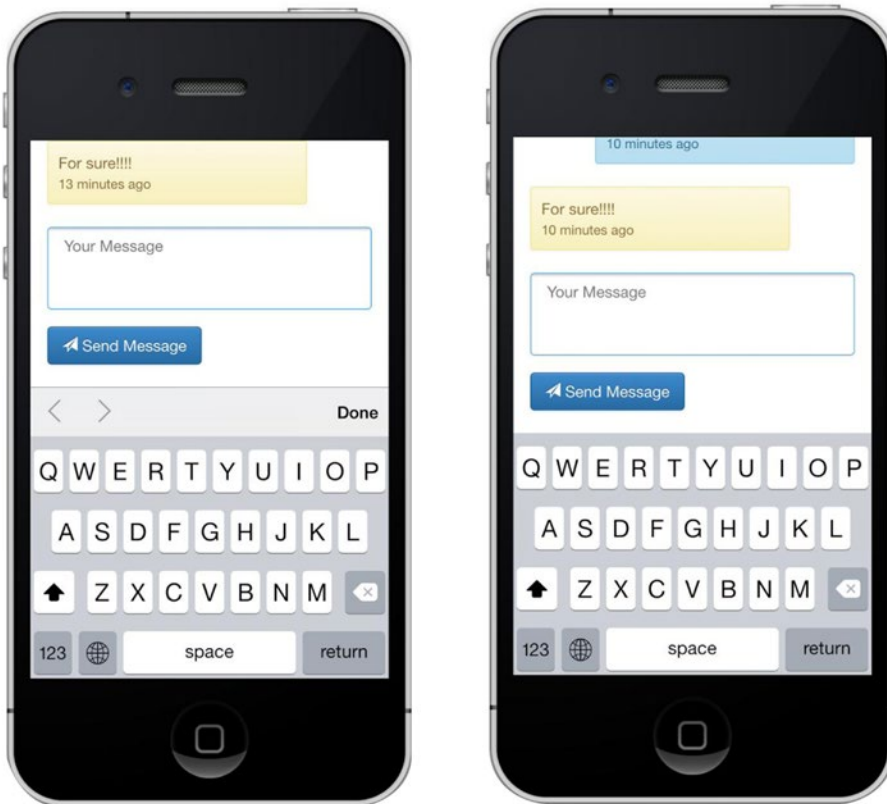 For sure!!!!
13 minutes ago
Your Message
Send Message
Done
Q W E R T Y U I O P
A S D F G H J K L
Z X C V B N M
123 space return
10 minutes ago
For sure!!!!
10 minutes ago
Your Message
Send Message
Q W E R T Y U I O P
A S D F G H J K L
Z X C V B N M
123 space return